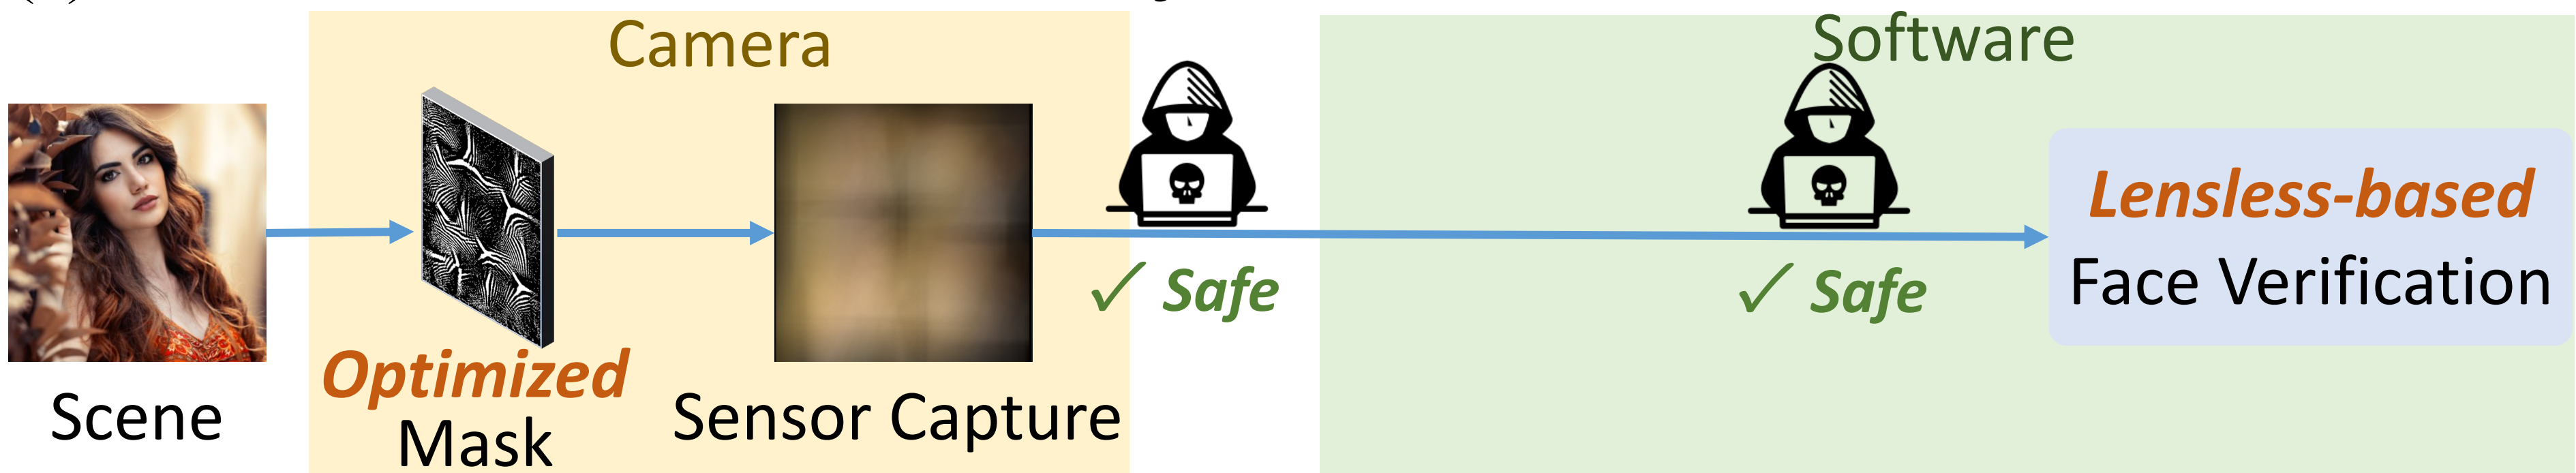 Camera
Software
Scene
Optimized
Mask
Sensor Capture
✓ Safe
✓ Safe
Lensless-based
Face Verification